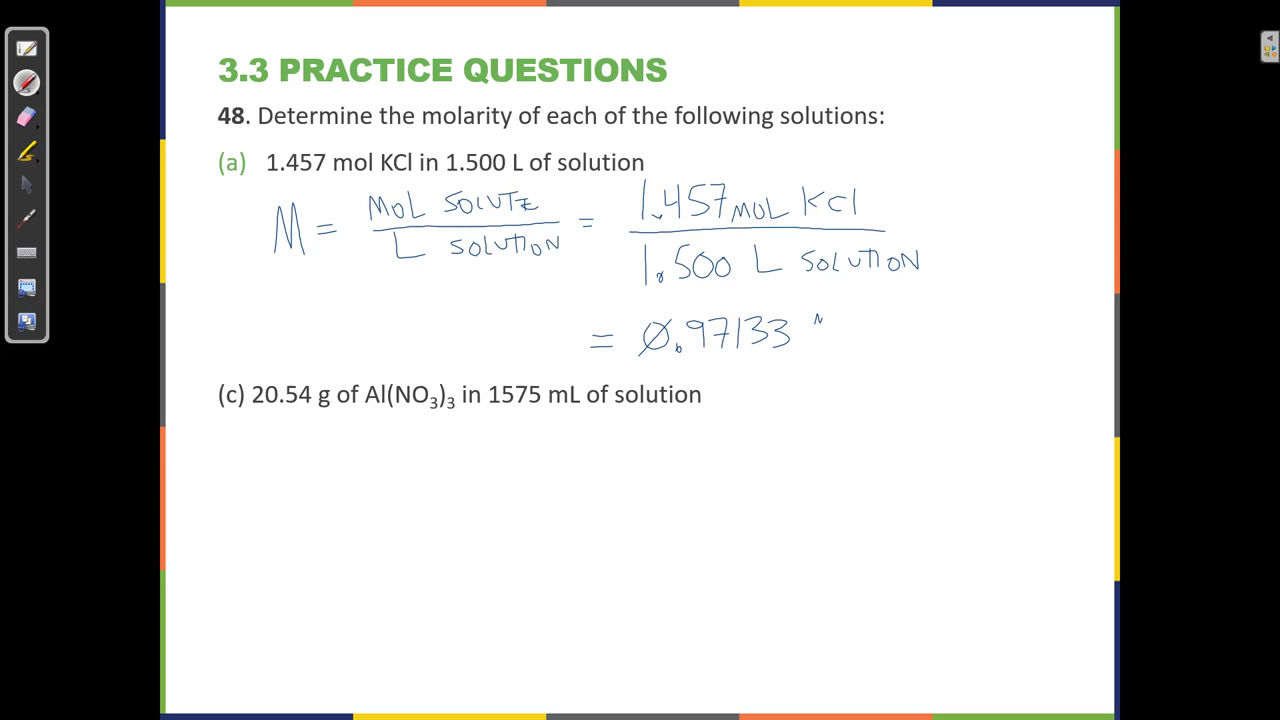 3.3 PRACTICE QUESTIONS
48. Determine the molarity of each of the following solutions:
(a) 1.457 mol KCl in 1.500 L of solution
M = MOL SOLUTE / L SOLUTION = 1.457 MOL KCl / 1.500 L SOLUTION
= 0.97133
(c) 20.54 g of Al(NO₃)₃ in 1575 mL of solution